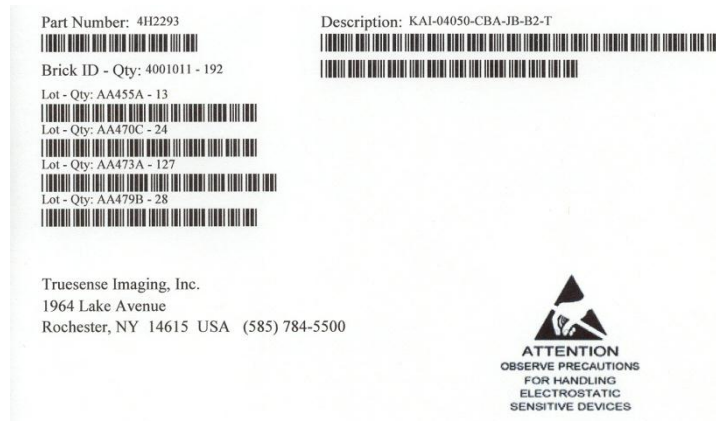 Part Number: 4H2293
Description: KAI-04050-CBA-JB-B2-T
Brick ID - Qty: 4001011 - 192
Lot - Qty: AA455A - 13
Lot - Qty: AA470C - 24
Lot - Qty: AA473A - 127
Lot - Qty: AA479B - 28
Truesense Imaging, Inc.
1964 Lake Avenue
Rochester, NY 14615 USA (585) 784-5500
ATTENTION
OBSERVE PRECAUTIONS
FOR HANDLING
ELECTROSTATIC
SENSITIVE DEVICES